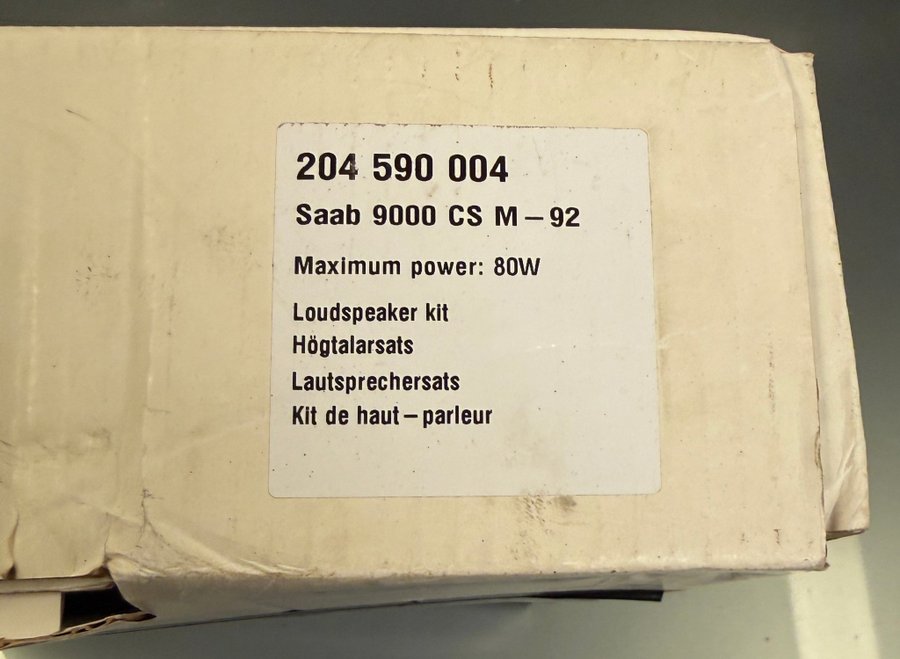 204 590 004
Saab 9000 CS M – 92
Maximum power: 80W
Loudspeaker kit
Högtalarsats
Lautsprechersats
Kit de haut – parleur